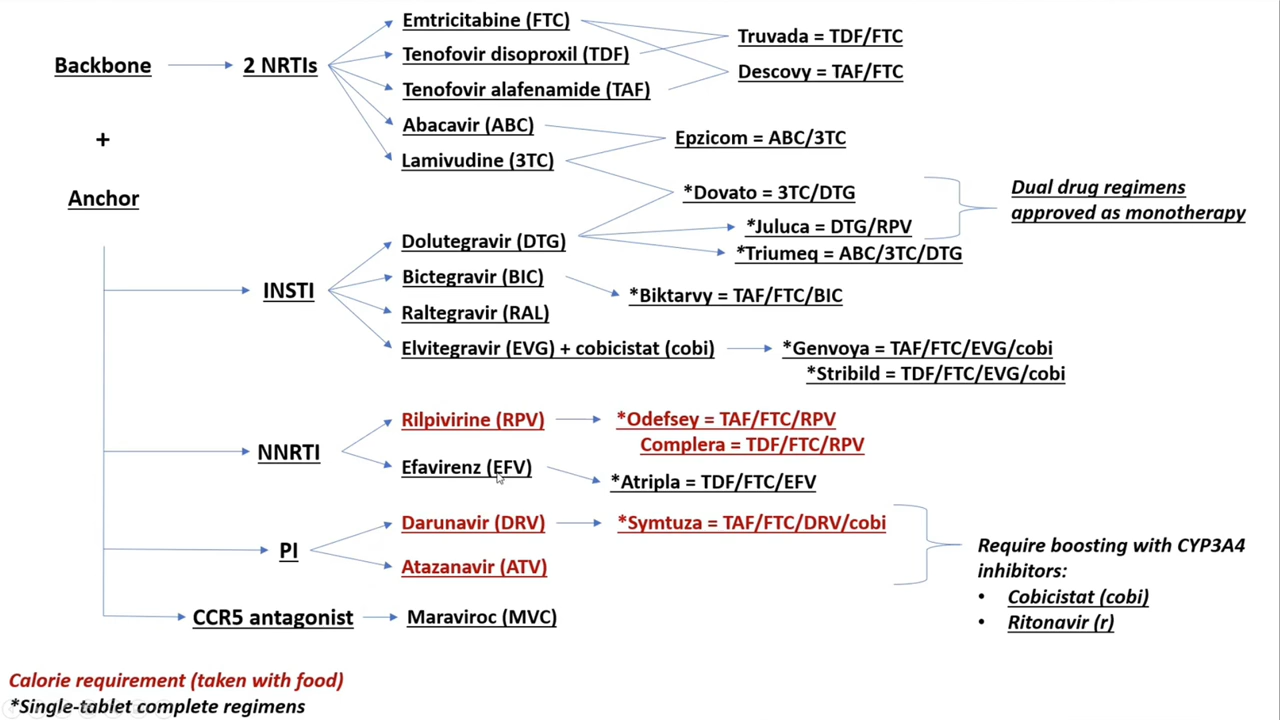 Backbone
2 NRTIs
+
Anchor
Emtricitabine (FTC)
Tenofovir disoproxil (TDF)
Tenofovir alafenamide (TAF)
Abacavir (ABC)
Lamivudine (3TC)
Truvada = TDF/FTC
Descovy = TAF/FTC
Epzicom = ABC/3TC
*Dovato = 3TC/DTG
*Juluca = DTG/RPV
*Triumeq = ABC/3TC/DTG
Dual drug regimens
approved as monotherapy
INSTI
Dolutegravir (DTG)
Bictegravir (BIC)
Raltegravir (RAL)
Elvitegravir (EVG) + cobicistat (cobi)
*Biktarvy = TAF/FTC/BIC
*Genvoya = TAF/FTC/EVG/cobi
*Stribild = TDF/FTC/EVG/cobi
NNRTI
Rilpivirine (RPV)
Efavirenz (EFV)
*Odefsey = TAF/FTC/RPV
Complera = TDF/FTC/RPV
*Atripla = TDF/FTC/EFV
PI
Darunavir (DRV)
Atazanavir (ATV)
*Symtuza = TAF/FTC/DRV/cobi
Require boosting with CYP3A4
inhibitors:
• Cobicistat (cobi)
• Ritonavir (r)
CCR5 antagonist
Maraviroc (MVC)
Calorie requirement (taken with food)
*Single-tablet complete regimens